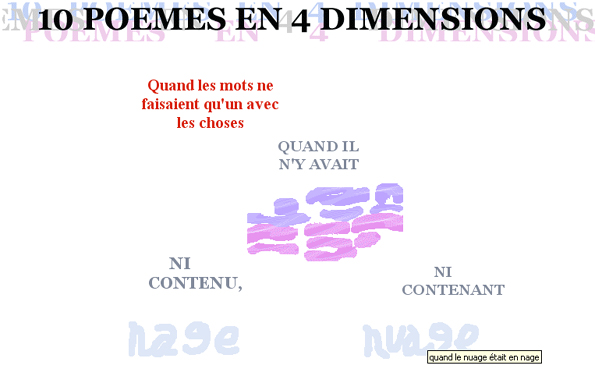 10 POEMES EN 4 DIMENSIONS
Quand les mots ne
faisaient qu'un avec
les choses
QUAND IL
N'Y AVAIT
NI
CONTENU,
NI
CONTENANT
nage
nuage
quand le nuage était en nage